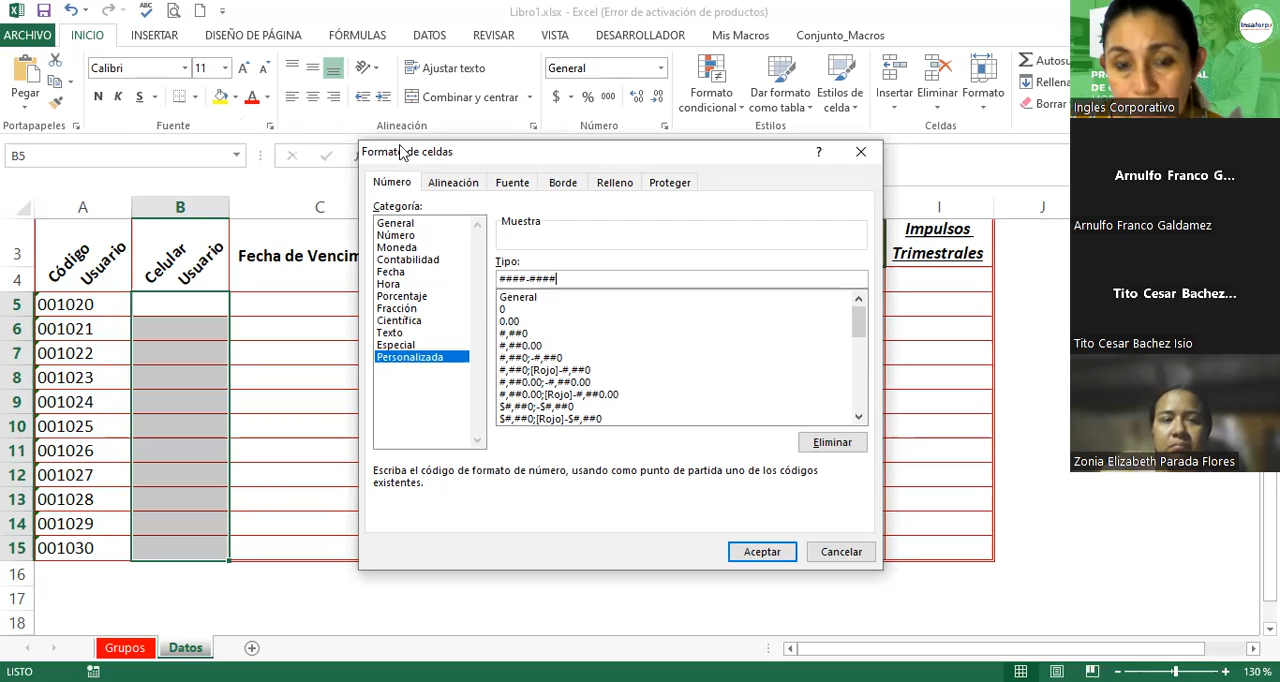 Libro1.xlsx - Excel (Error de activación de productos)
ARCHIVO INICIO INSERTAR DISEÑO DE PÁGINA FÓRMULAS DATOS REVISAR VISTA DESARROLLADOR Mis Macros Conjunto_Macros
Pegar
Calibri 11
N K S
Ajustar texto
Combinar y centrar
General
$ % 000
Formato condicional
Dar formato como tabla
Estilos de celda
Insertar Eliminar Formato
Autosu
Rellena
Borrar
Portapapeles Fuente Alineación Número Estilos Celdas
B5
Formato de celdas
? 
Número Alineación Fuente Borde Relleno Proteger
Categoría:
General
Número
Moneda
Contabilidad
Fecha
Hora
Porcentaje
Fracción
Científica
Texto
Especial
Personalizada
Muestra
Tipo:
####-####
General
0
0.00
#,##0
#,##0.00
#,##0;-#,##0
#,##0;[Rojo]-#,##0
#,##0.00;-#,##0.00
#,##0.00;[Rojo]-#,##0.00
$#,##0;-$#,##0
$#,##0;[Rojo]-$#,##0
Eliminar
Escriba el código de formato de número, usando como punto de partida uno de los códigos
existentes.
Aceptar Cancelar
A B C I J
3
4
Código Usuario
Celular Usuario
Fecha de Vencim
Impulsos
Trimestrales
5 001020
6 001021
7 001022
8 001023
9 001024
10 001025
11 001026
12 001027
13 001028
14 001029
15 001030
16
17
18
Grupos Datos
LISTO
130 %
Insaforp
Ingles Corporativo
Arnulfo Franco G...
Arnulfo Franco Galdamez
Tito Cesar Bachez...
Tito Cesar Bachez Isio
Zonia Elizabeth Parada Flores